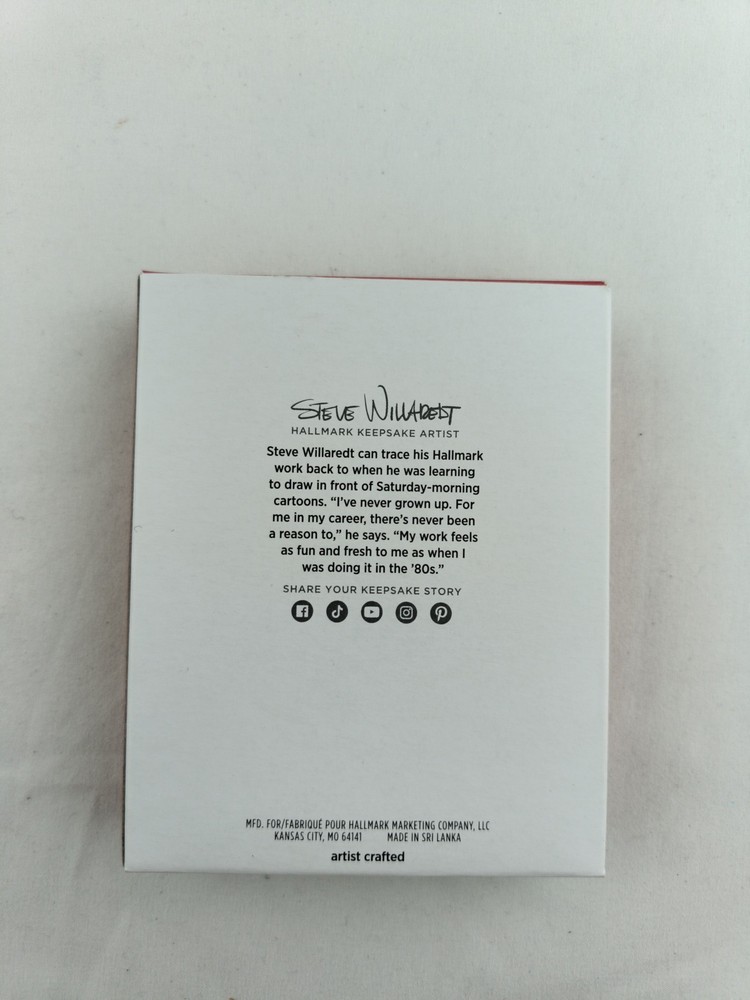 STEVE WILLAREDT
HALLMARK KEEPSAKE ARTIST
Steve Willaredt can trace his Hallmark
work back to when he was learning
to draw in front of Saturday-morning
cartoons. “I’ve never grown up. For
me in my career, there’s never been
a reason to,” he says. “My work feels
as fun and fresh to me as when I
was doing it in the ’80s.”
SHARE YOUR KEEPSAKE STORY
MFD. FOR/FABRIQUÉ POUR HALLMARK MARKETING COMPANY, LLC
KANSAS CITY, MO 64141 MADE IN SRI LANKA
artist crafted